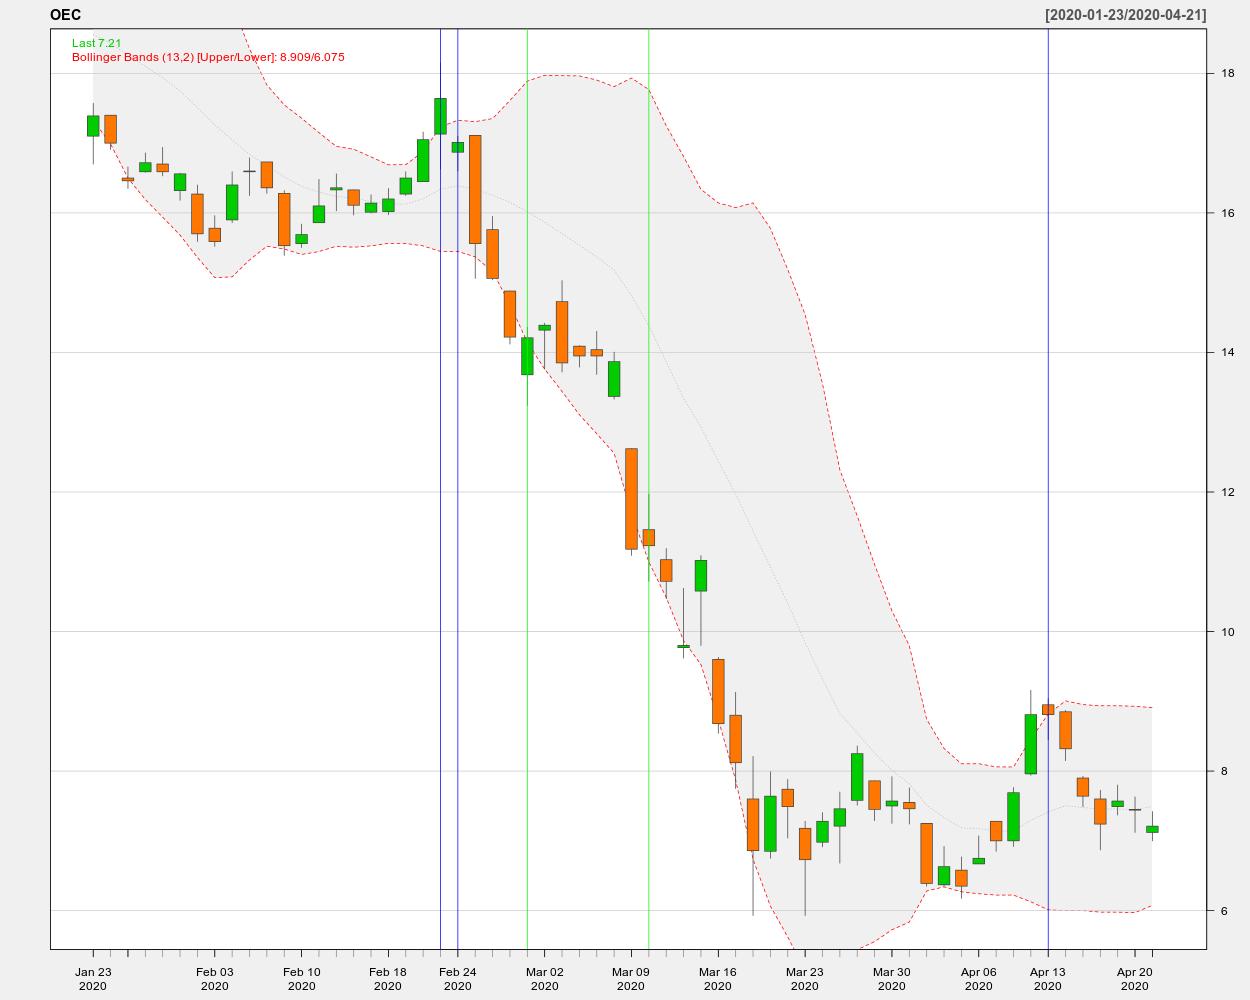 OEC
[2020-01-23/2020-04-21]
Last 7.21
Bollinger Bands (13,2) [Upper/Lower]: 8.909/6.075
18
16
14
12
10
8
6
Jan 23 Feb 03 Feb 10 Feb 18 Feb 24 Mar 02 Mar 09 Mar 16 Mar 23 Mar 30 Apr 06 Apr 13 Apr 20
2020 2020 2020 2020 2020 2020 2020 2020 2020 2020 2020 2020 2020